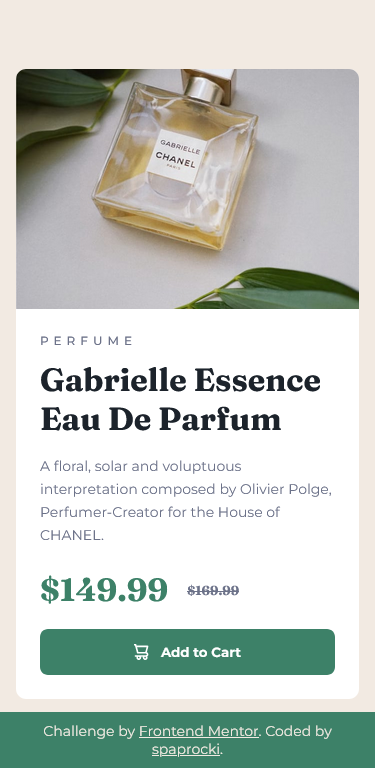 GABRIELLE
CHANEL
PARIS
PERFUME
Gabrielle Essence
Eau De Parfum
A floral, solar and voluptuous
interpretation composed by Olivier Polge,
Perfumer-Creator for the House of
CHANEL.
$149.99 $169.99
Add to Cart
Challenge by Frontend Mentor. Coded by
spaprocki.